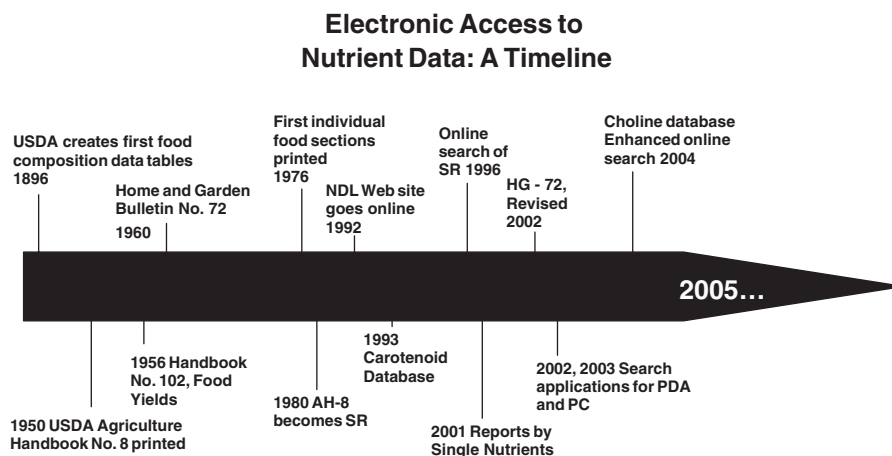 Electronic Access to
Nutrient Data: A Timeline
USDA creates first food
composition data tables
1896
Home and Garden
Bulletin No. 72
1960
First individual
food sections
printed
1976
NDL Web site
goes online
1992
Online
search of
SR 1996
HG - 72,
Revised
2002
Choline database
Enhanced online
search 2004
2005...
1950 USDA Agriculture
Handbook No. 8 printed
1956 Handbook
No. 102, Food
Yields
1980 AH-8
becomes SR
1993
Carotenoid
Database
2001 Reports by
Single Nutrients
2002, 2003 Search
applications for PDA
and PC